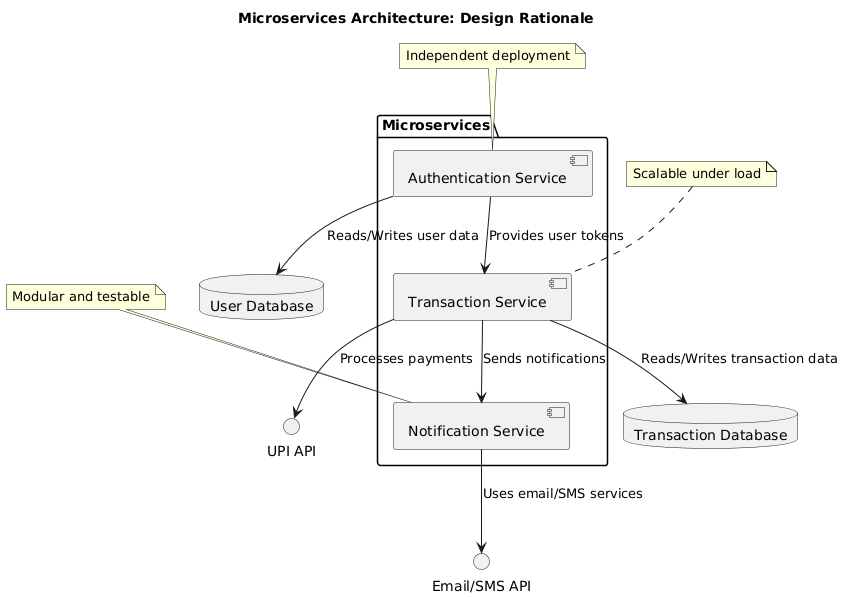 Microservices Architecture: Design Rationale
Independent deployment
Microservices
Authentication Service
Scalable under load
Reads/Writes user data
Provides user tokens
User Database
Modular and testable
Transaction Service
Processes payments
Sends notifications
Reads/Writes transaction data
UPI API
Notification Service
Transaction Database
Uses email/SMS services
Email/SMS API